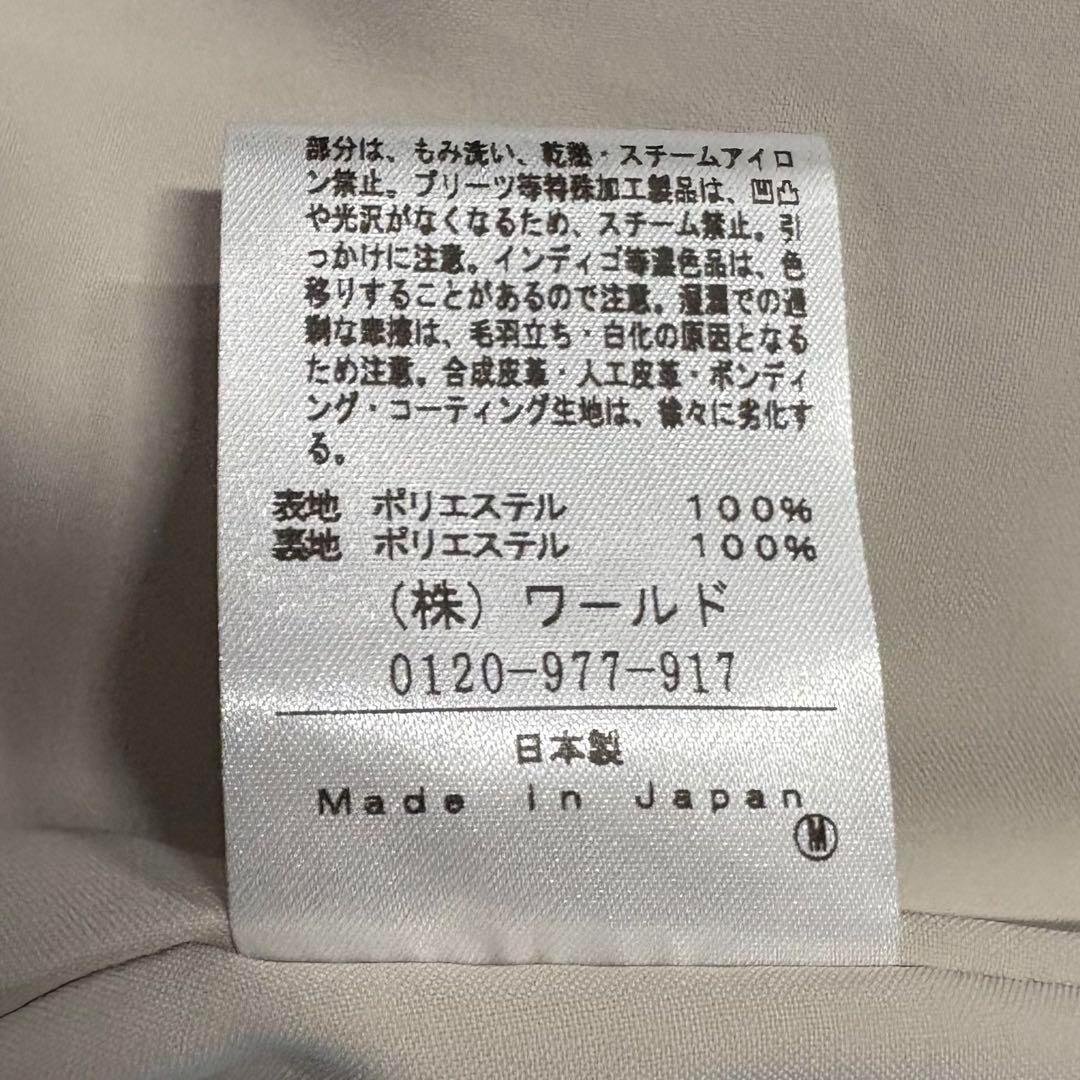 部分は、もみ洗い、乾燥・スチームアイロ
ン禁止。プリーツ等特殊加工製品は、凹凸
や光沢がなくなるため、スチーム禁止。引
っかけに注意。インディゴ等濃色品は、色
移りすることがあるので注意。湿潤での過
剰な摩擦は、毛羽立ち・白化の原因となる
ため注意。合成皮革・人工皮革・ボンディ
ング・コーティング生地は、徐々に劣化す
る。
表地 ポリエステル 100%
裏地 ポリエステル 100%
(株) ワールド
0120-977-917
日本製
Made in Japan
M